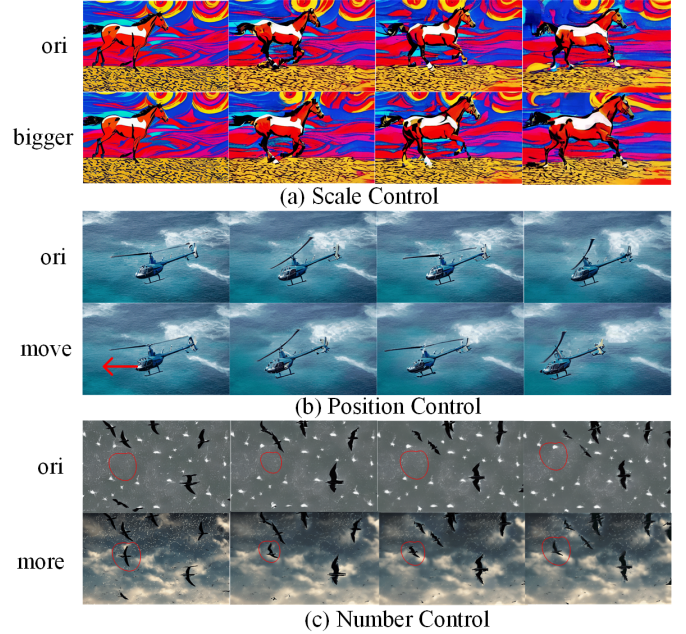 ori
bigger
(a) Scale Control
ori
move
(b) Position Control
ori
more
(c) Number Control